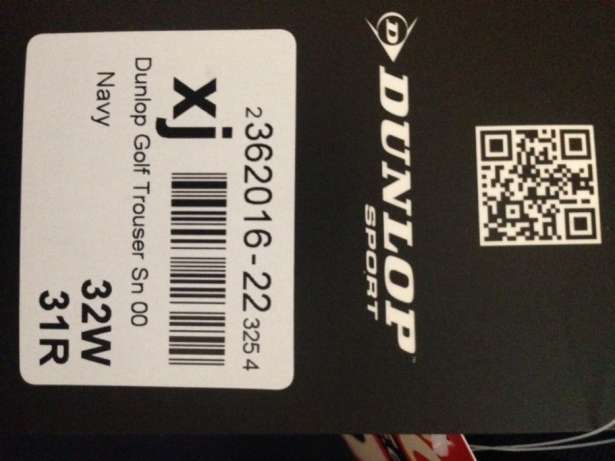 D DUNLOP
SPORT
2 362016-22 325 4
xj
Dunlop Golf Trouser Sn 00
Navy
32W
31R